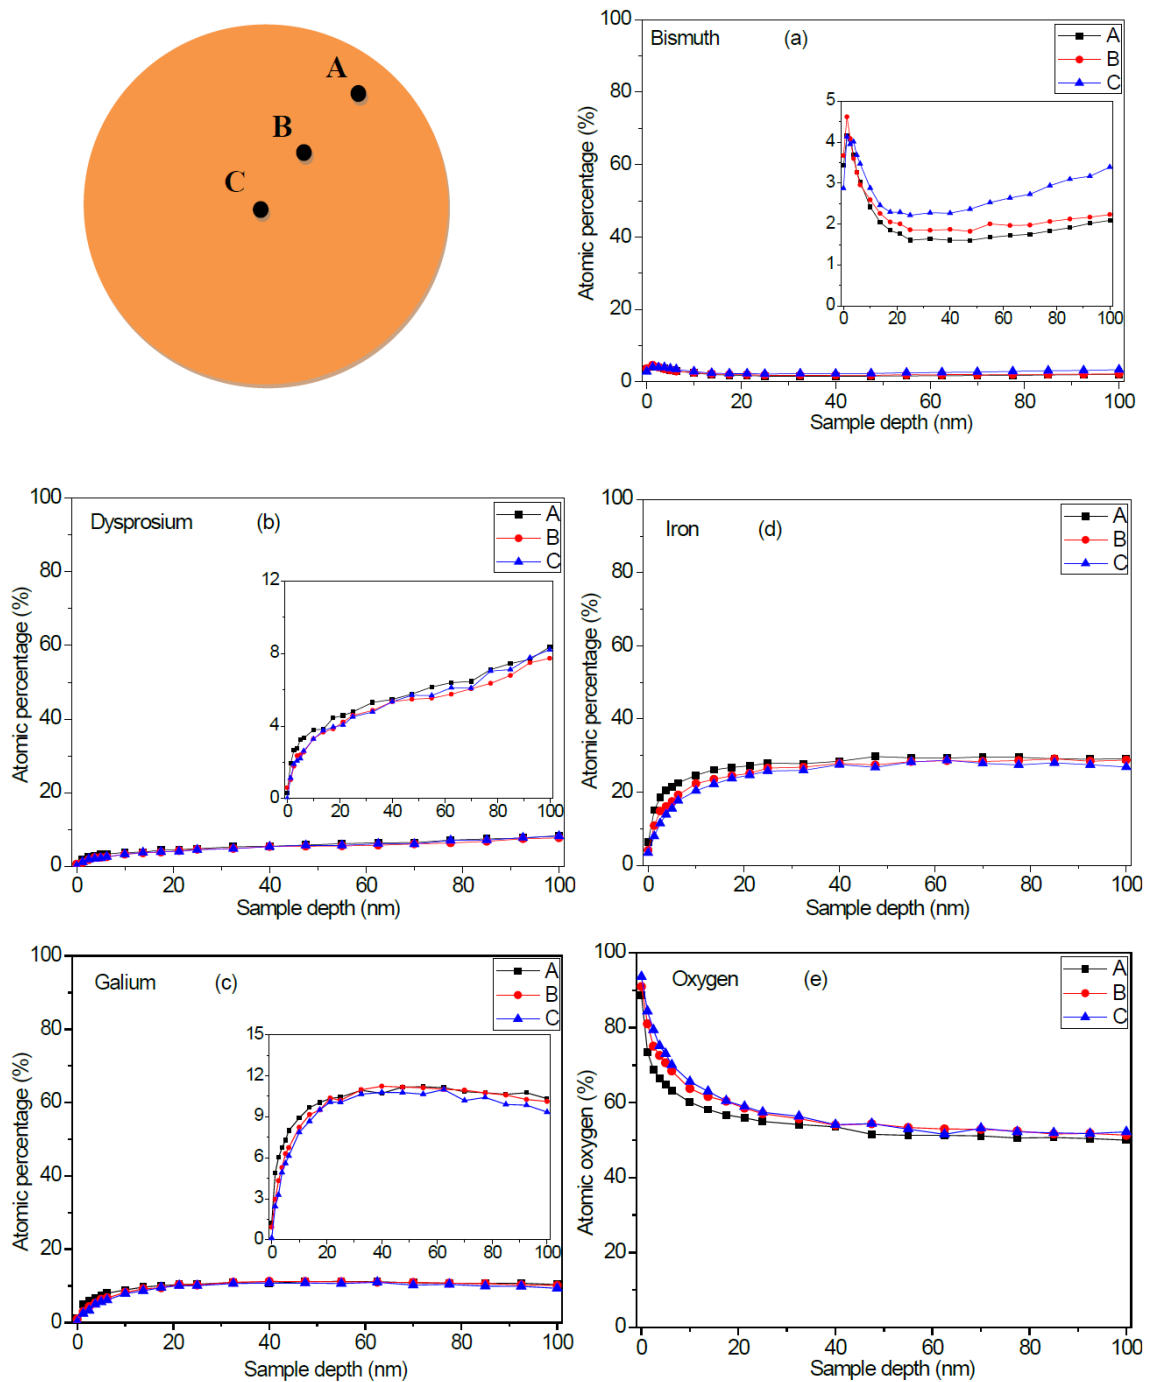 A
B
C
Bismuth (a)
A
B
C
Atomic percentage (%)
100
80
60
40
20
0
0 20 40 60 80 100
Sample depth (nm)
Atomic percentage (%)
5
4
3
2
1
0
0 20 40 60 80 100
Dysprosium (b)
A
B
C
Atomic percentage (%)
100
80
60
40
20
0
0 20 40 60 80 100
Sample depth (nm)
12
8
4
0
0 20 40 60 80 100
Iron (d)
A
B
C
Atomic percentage (%)
100
80
60
40
20
0
0 20 40 60 80 100
Sample depth (nm)
Galium (c)
A
B
C
Atomic percentage (%)
100
80
60
40
20
0
0 20 40 60 80 100
Sample depth (nm)
15
12
9
6
3
0
0 20 40 60 80 100
Oxygen (e)
A
B
C
Atomic oxygen (%)
100
80
60
40
20
0
0 20 40 60 80 100
Sample depth (nm)